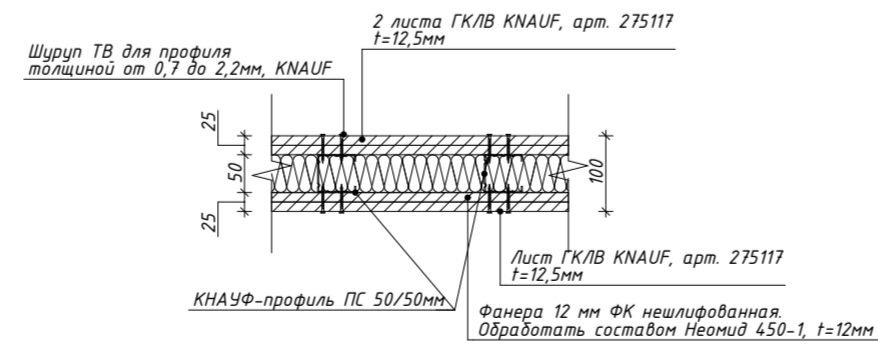 2 листа ГКЛВ KNAUF, арт. 275117
t=12,5мм
Шуруп ТВ для профиля
толщиной от 0,7 до 2,2мм, KNAUF
25
50
25
100
Лист ГКЛВ KNAUF, арт. 275117
t=12,5мм
КНАУФ-профиль ПС 50/50мм
Фанера 12 мм ФК нешлифованная.
Обработать составом Неомид 450-1, t=12мм